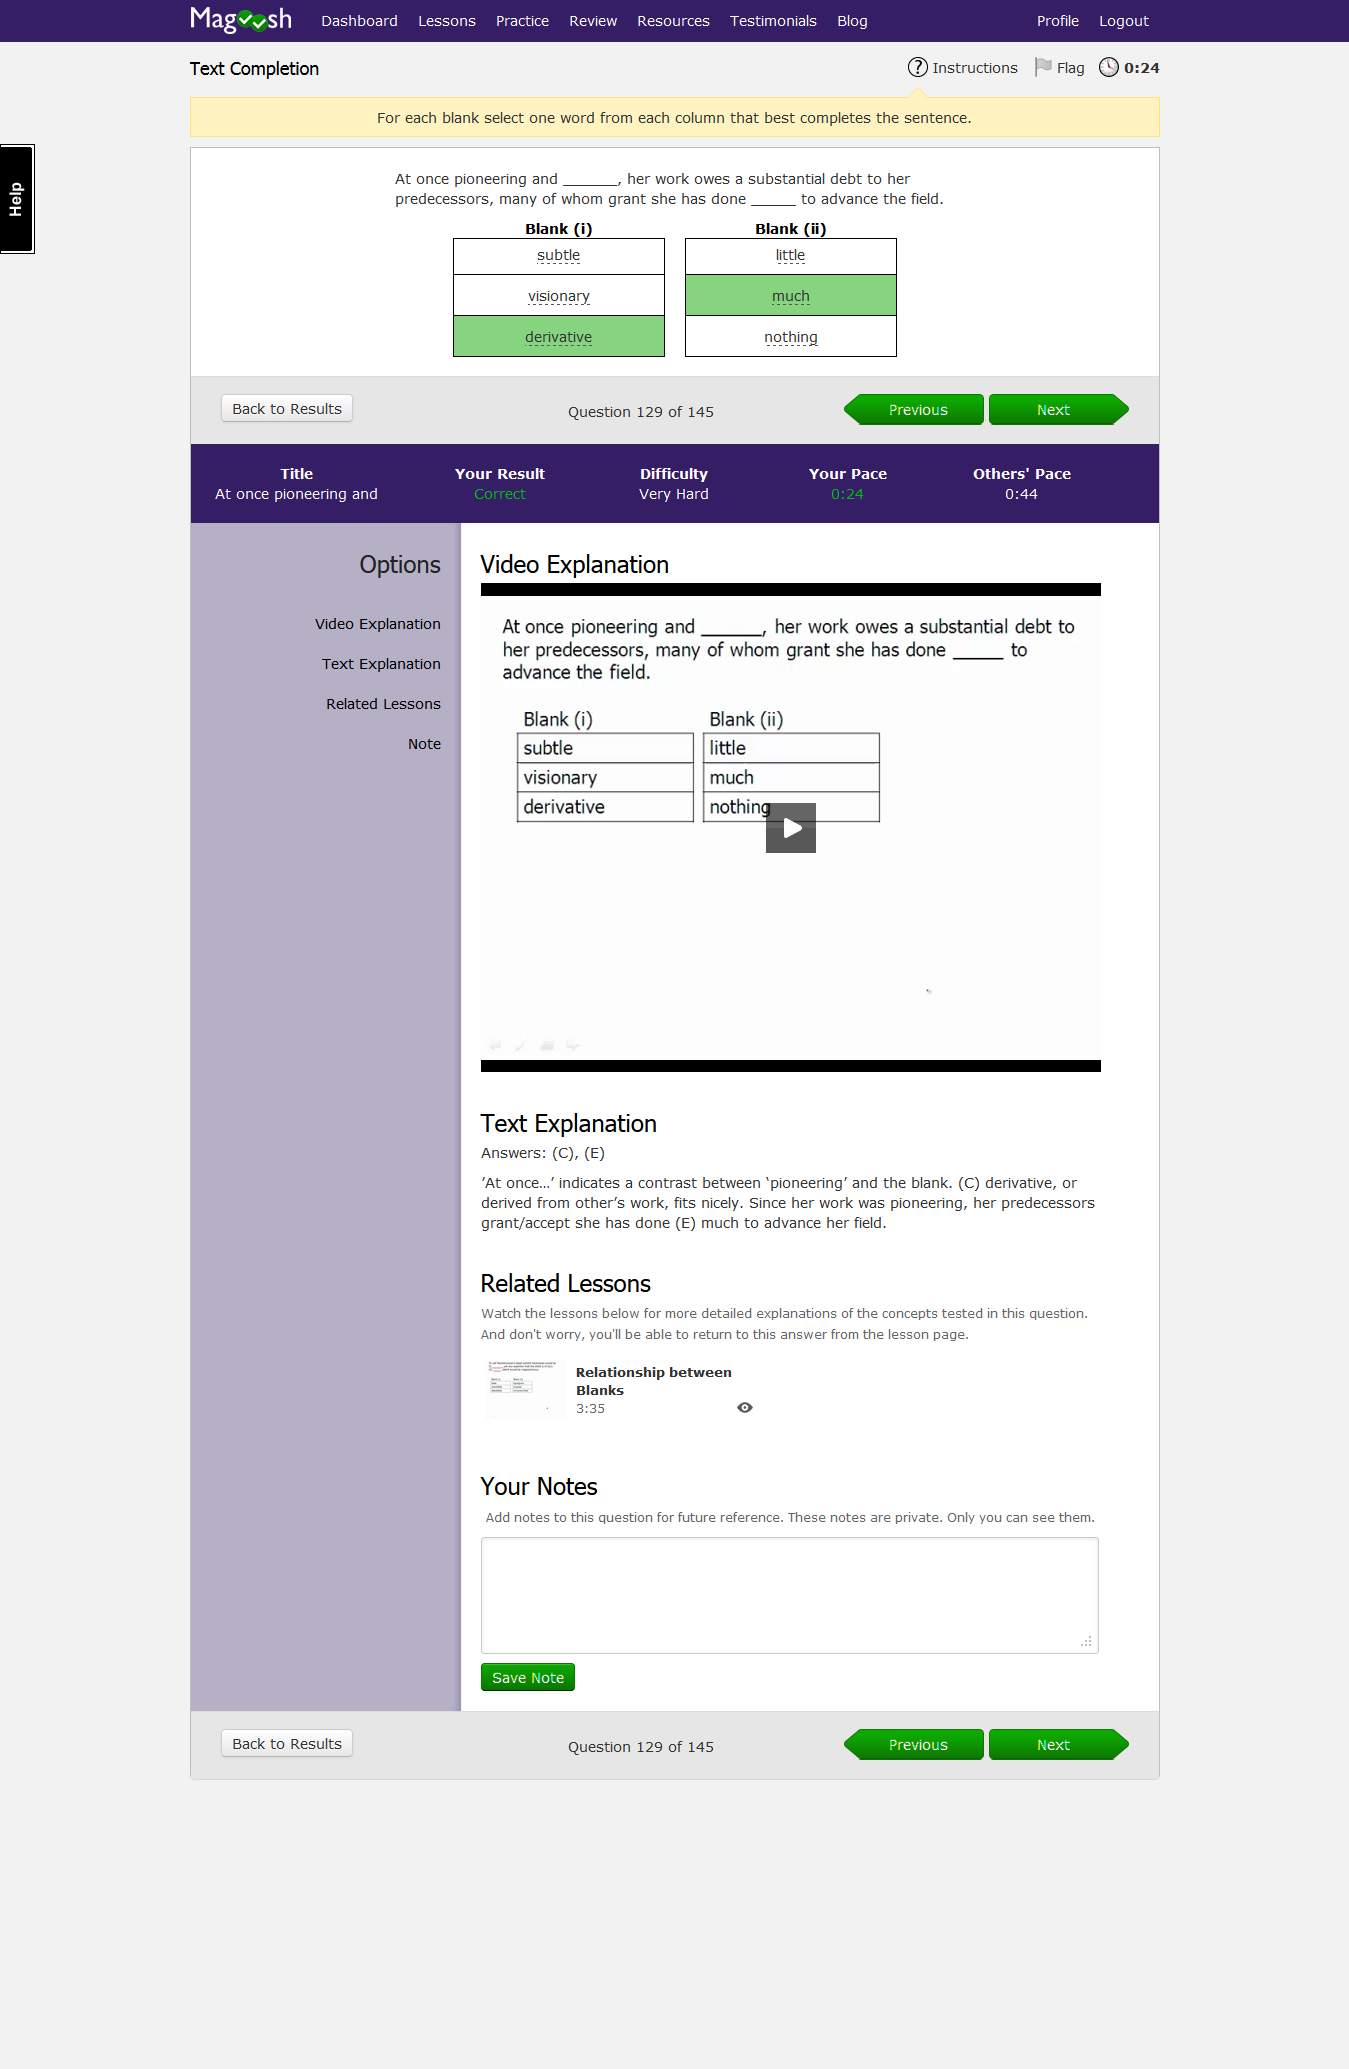 Magoosh Dashboard Lessons Practice Review Resources Testimonials Blog Profile Logout
Text Completion
? Instructions Flag 0:24
For each blank select one word from each column that best completes the sentence.
Help
At once pioneering and _______, her work owes a substantial debt to her
predecessors, many of whom grant she has done ______ to advance the field.
Blank (i) Blank (ii)
subtle little
visionary much
derivative nothing
Back to Results Question 129 of 145 Previous Next
Title Your Result Difficulty Your Pace Others' Pace
At once pioneering and Correct Very Hard 0:24 0:44
Options
Video Explanation
Text Explanation
Related Lessons
Note
Video Explanation
At once pioneering and ______, her work owes a substantial debt to
her predecessors, many of whom grant she has done _____ to
advance the field.
Blank (i) Blank (ii)
subtle little
visionary much
derivative nothing
Text Explanation
Answers: (C), (E)
’At once…’ indicates a contrast between ‘pioneering’ and the blank. (C) derivative, or
derived from other’s work, fits nicely. Since her work was pioneering, her predecessors
grant/accept she has done (E) much to advance her field.
Related Lessons
Watch the lessons below for more detailed explanations of the concepts tested in this question.
And don't worry, you'll be able to return to this answer from the lesson page.
Relationship between
Blanks
3:35
Your Notes
Add notes to this question for future reference. These notes are private. Only you can see them.
Save Note
Back to Results Question 129 of 145 Previous Next